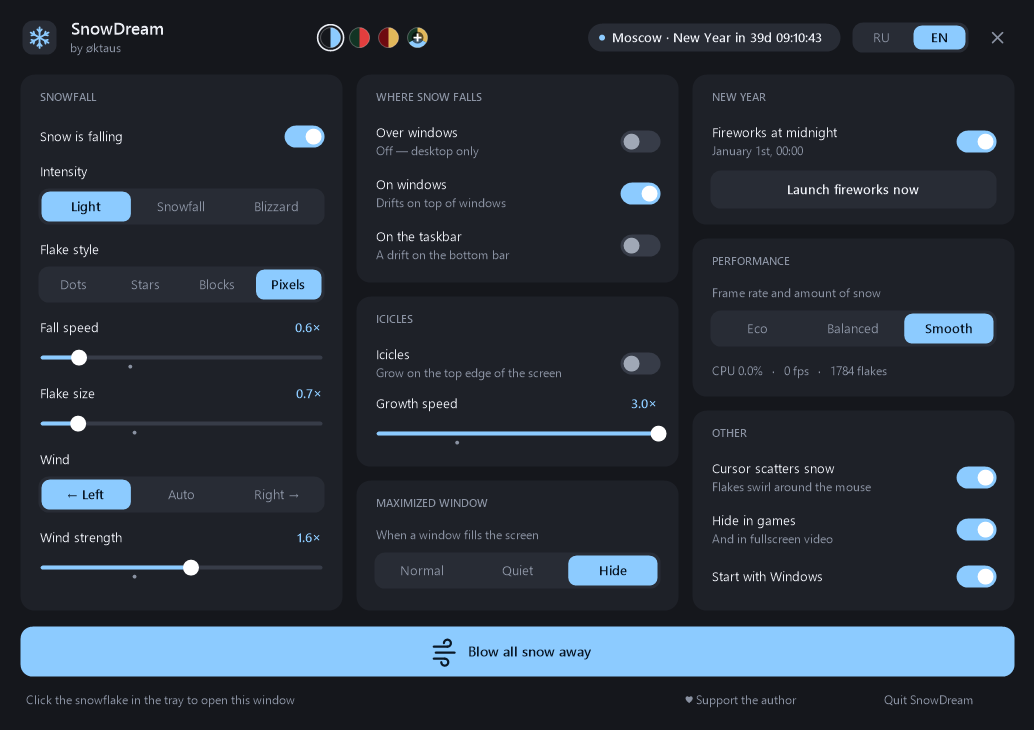 SnowDream
by øktaus
Moscow · New Year in 39d 09:10:43
RU
EN
SNOWFALL
Snow is falling
Intensity
Light
Snowfall
Blizzard
Flake style
Dots
Stars
Blocks
Pixels
Fall speed
0.6×
Flake size
0.7×
Wind
← Left
Auto
Right →
Wind strength
1.6×
WHERE SNOW FALLS
Over windows
Off — desktop only
On windows
Drifts on top of windows
On the taskbar
A drift on the bottom bar
ICICLES
Icicles
Grow on the top edge of the screen
Growth speed
3.0×
MAXIMIZED WINDOW
When a window fills the screen
Normal
Quiet
Hide
NEW YEAR
Fireworks at midnight
January 1st, 00:00
Launch fireworks now
PERFORMANCE
Frame rate and amount of snow
Eco
Balanced
Smooth
CPU 0.0% · 0 fps · 1784 flakes
OTHER
Cursor scatters snow
Flakes swirl around the mouse
Hide in games
And in fullscreen video
Start with Windows
Blow all snow away
Click the snowflake in the tray to open this window
♥ Support the author
Quit SnowDream